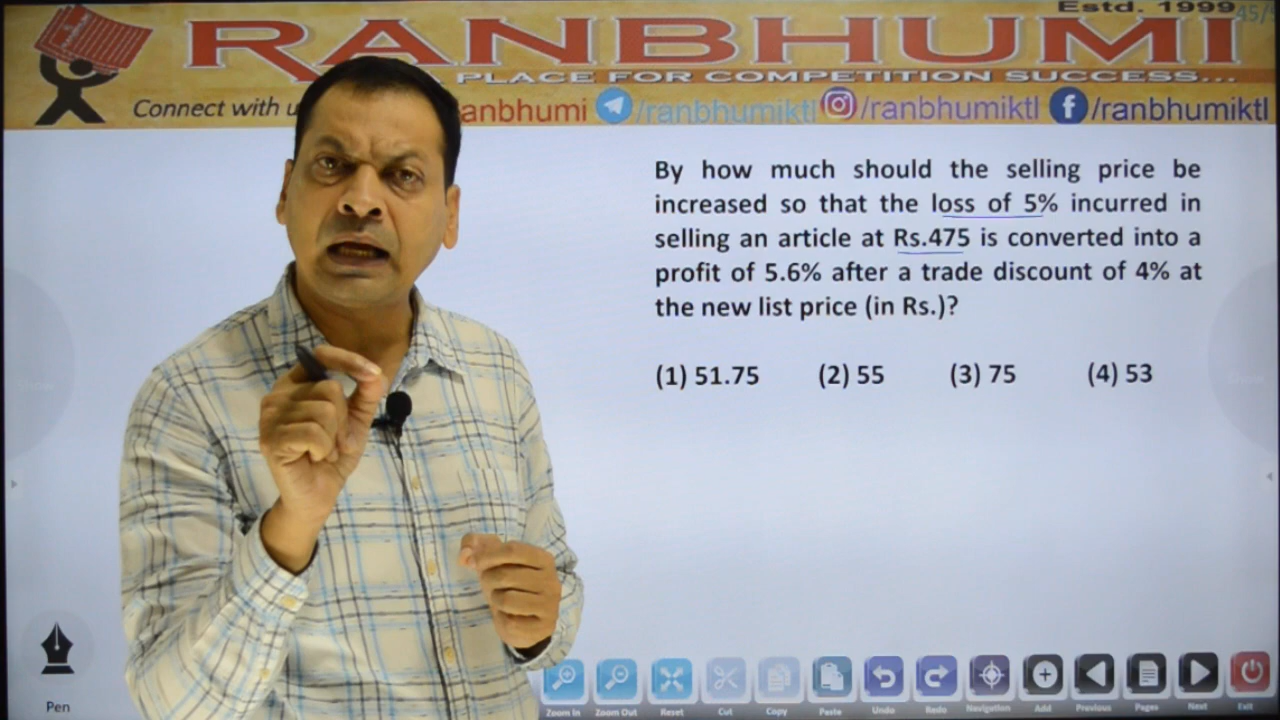 Estd. 1999
45/
RANBHUMI
A PLACE FOR COMPETITION SUCCESS...
Connect with
anbhumi /ranbhumiktl /ranbhumiktl /ranbhumiktl
By how much should the selling price be
increased so that the loss of 5% incurred in
selling an article at Rs.475 is converted into a
profit of 5.6% after a trade discount of 4% at
the new list price (in Rs.)?
(1) 51.75 (2) 55 (3) 75 (4) 53
Pen
Zoom In Zoom Out Reset Cut Copy Paste Undo Redo Navigation Add Previous Pages Next Exit